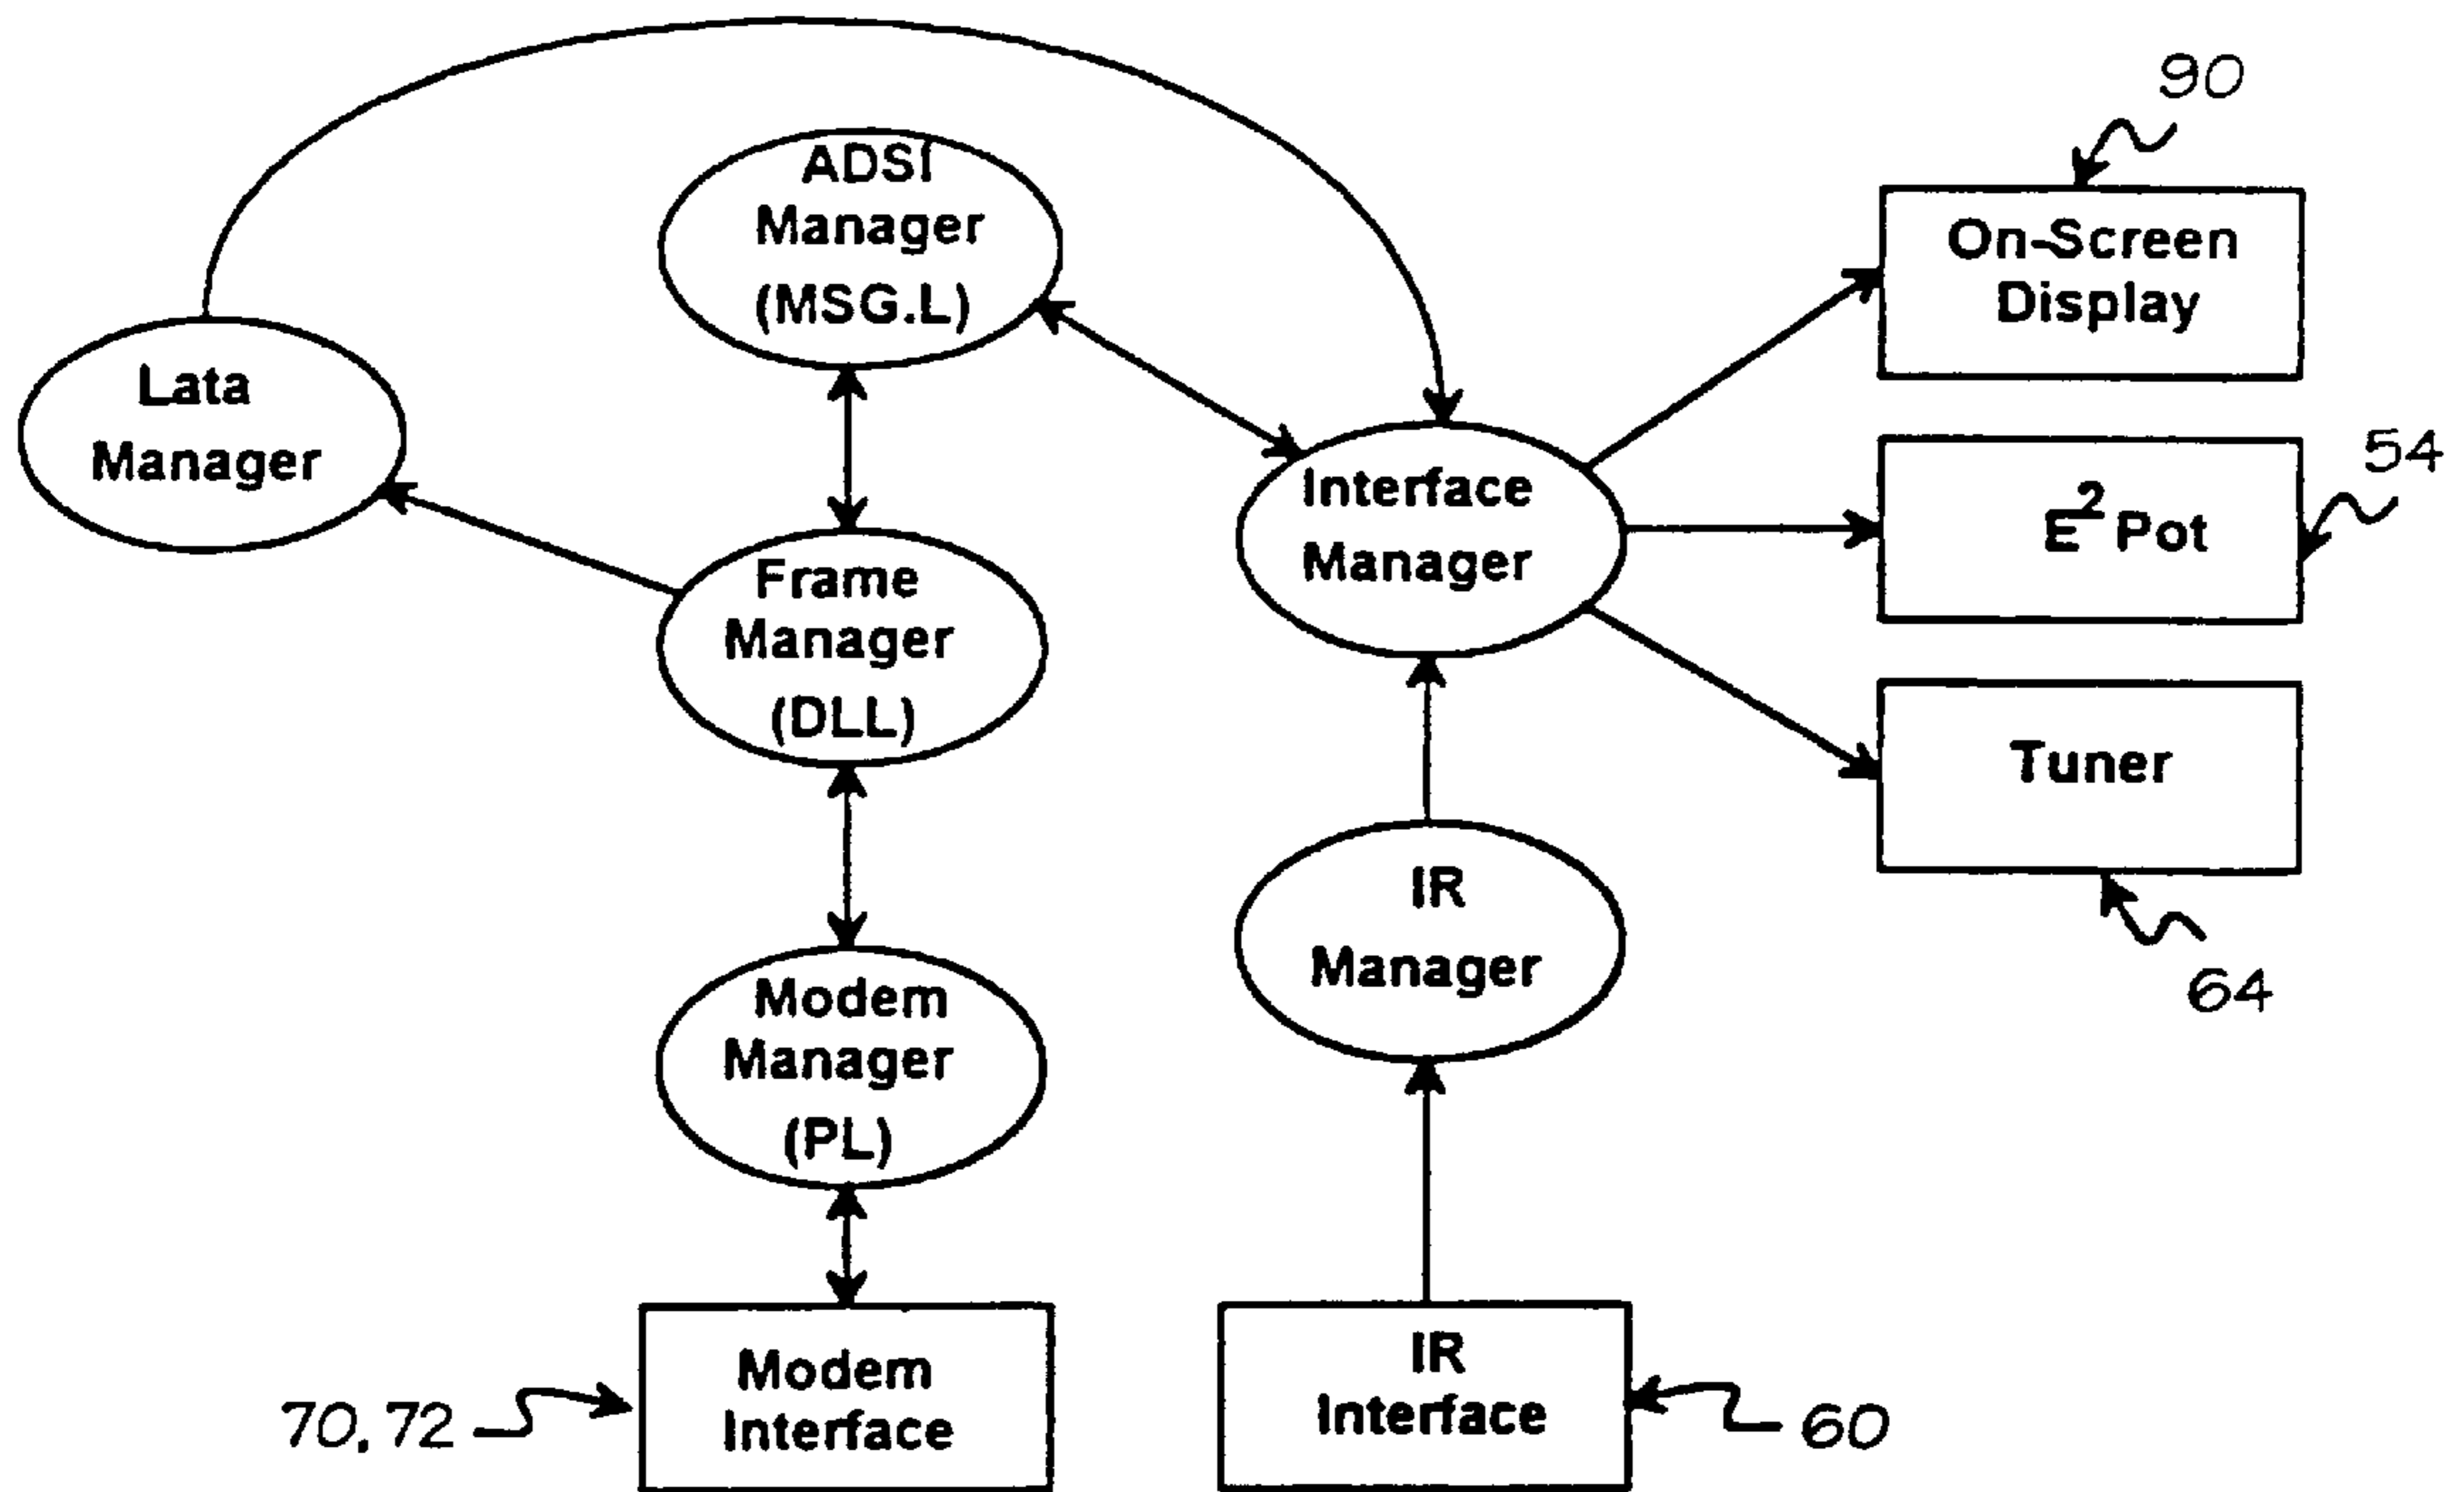 90
ADSI
Manager
(MSG.L)
On-Screen
Display
Lata
Manager
54
Interface
Manager
E² Pot
Frame
Manager
(DLL)
Tuner
IR
Manager
64
Modem
Manager
(PL)
Modem
Interface
70,72
IR
Interface
60